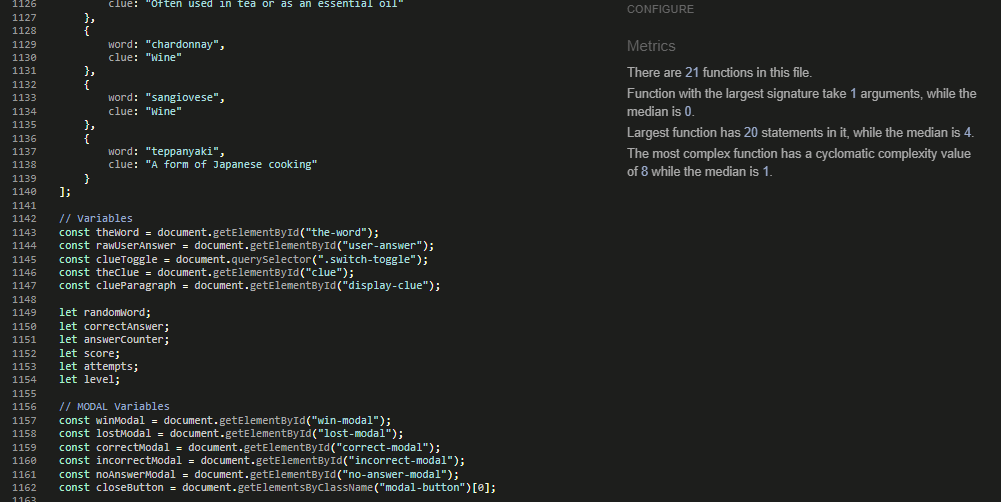 1126 clue: "Often used in tea or as an essential oil"
1127 },
1128 {
1129 word: "chardonnay",
1130 clue: "Wine"
1131 },
1132 {
1133 word: "sangiovese",
1134 clue: "Wine"
1135 },
1136 {
1137 word: "teppanyaki",
1138 clue: "A form of Japanese cooking"
1139 }
1140 ];
1141
1142 // Variables
1143 const theWord = document.getElementById("the-word");
1144 const rawUserAnswer = document.getElementById("user-answer");
1145 const clueToggle = document.querySelector(".switch-toggle");
1146 const theClue = document.getElementById("clue");
1147 const clueParagraph = document.getElementById("display-clue");
1148
1149 let randomWord;
1150 let correctAnswer;
1151 let answerCounter;
1152 let score;
1153 let attempts;
1154 let level;
1155
1156 // MODAL Variables
1157 const winModal = document.getElementById("win-modal");
1158 const lostModal = document.getElementById("lost-modal");
1159 const correctModal = document.getElementById("correct-modal");
1160 const incorrectModal = document.getElementById("incorrect-modal");
1161 const noAnswerModal = document.getElementById("no-answer-modal");
1162 const closeButton = document.getElementsByClassName("modal-button")[0];
1163
CONFIGURE
Metrics
There are 21 functions in this file.
Function with the largest signature take 1 arguments, while the
median is 0.
Largest function has 20 statements in it, while the median is 4.
The most complex function has a cyclomatic complexity value
of 8 while the median is 1.